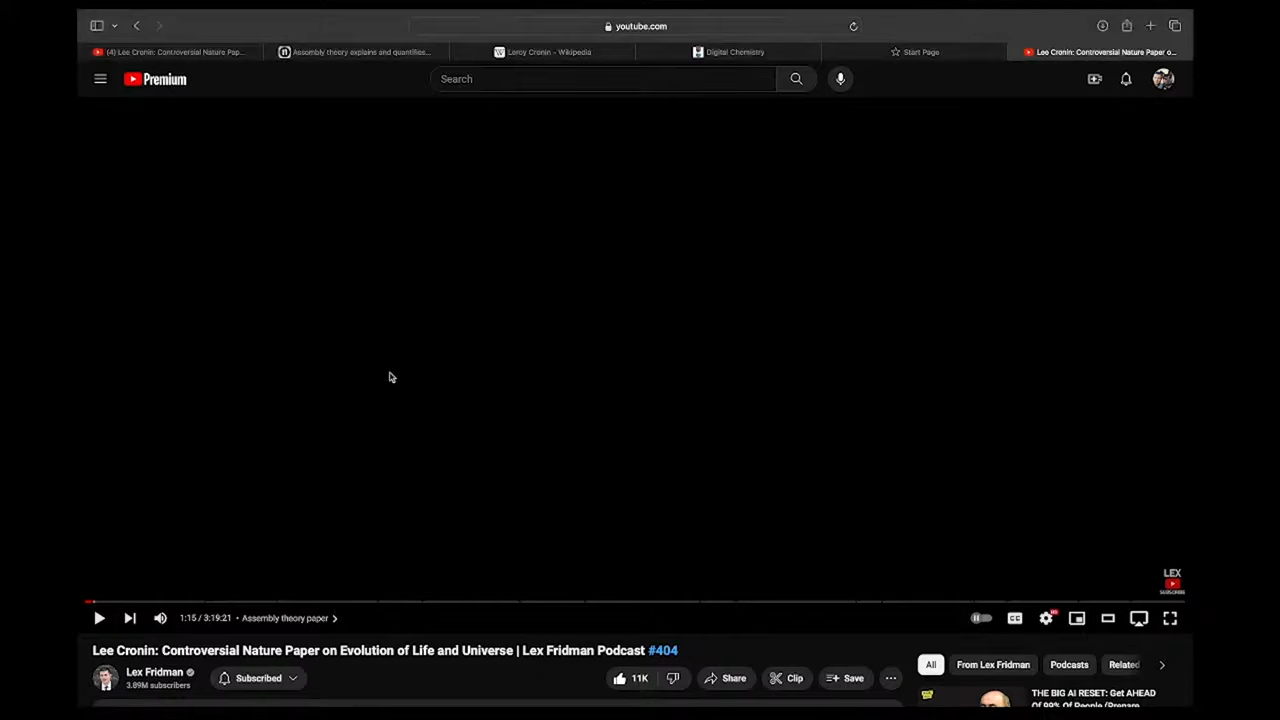 youtube.com
(4) Lee Cronin: Controversial Nature Pap...
Assembly theory explains and quantifies...
Leroy Cronin - Wikipedia
Digital Chemistry
Start Page
Lee Cronin: Controversial Nature Paper o...
Premium
Search
LEX
SUBSCRIBE
1:15 / 3:19:21 • Assembly theory paper
CC
Lee Cronin: Controversial Nature Paper on Evolution of Life and Universe | Lex Fridman Podcast #404
All
From Lex Fridman
Podcasts
Related
Lex Fridman
3.89M subscribers
Subscribed
11K
Share
Clip
Save
THE BIG AI RESET: Get AHEAD
Of 99% Of People (Prepare